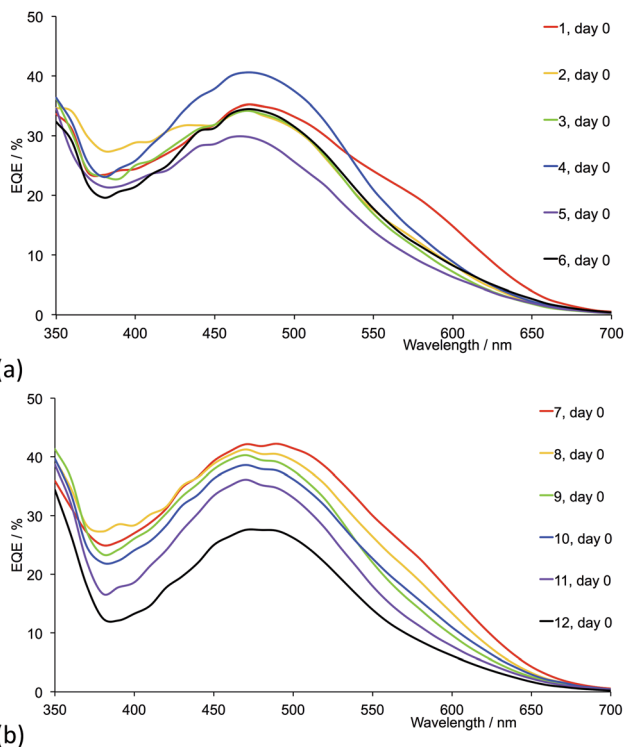 50
40
30
20
10
0
EQE / %
350
400
450
500
550
600
650
700
Wavelength / nm
1, day 0
2, day 0
3, day 0
4, day 0
5, day 0
6, day 0
(a)
50
40
30
20
10
0
EQE / %
350
400
450
500
550
600
650
700
Wavelength / nm
7, day 0
8, day 0
9, day 0
10, day 0
11, day 0
12, day 0
(b)